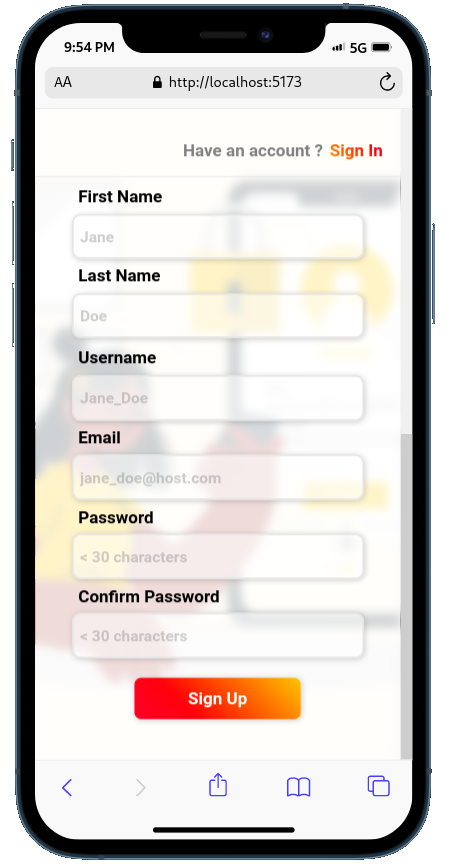 9:54 PM 5G
AA http://localhost:5173
Have an account ? Sign In
First Name
Jane
Last Name
Doe
Username
Jane_Doe
Email
jane_doe@host.com
Password
< 30 characters
Confirm Password
< 30 characters
Sign Up